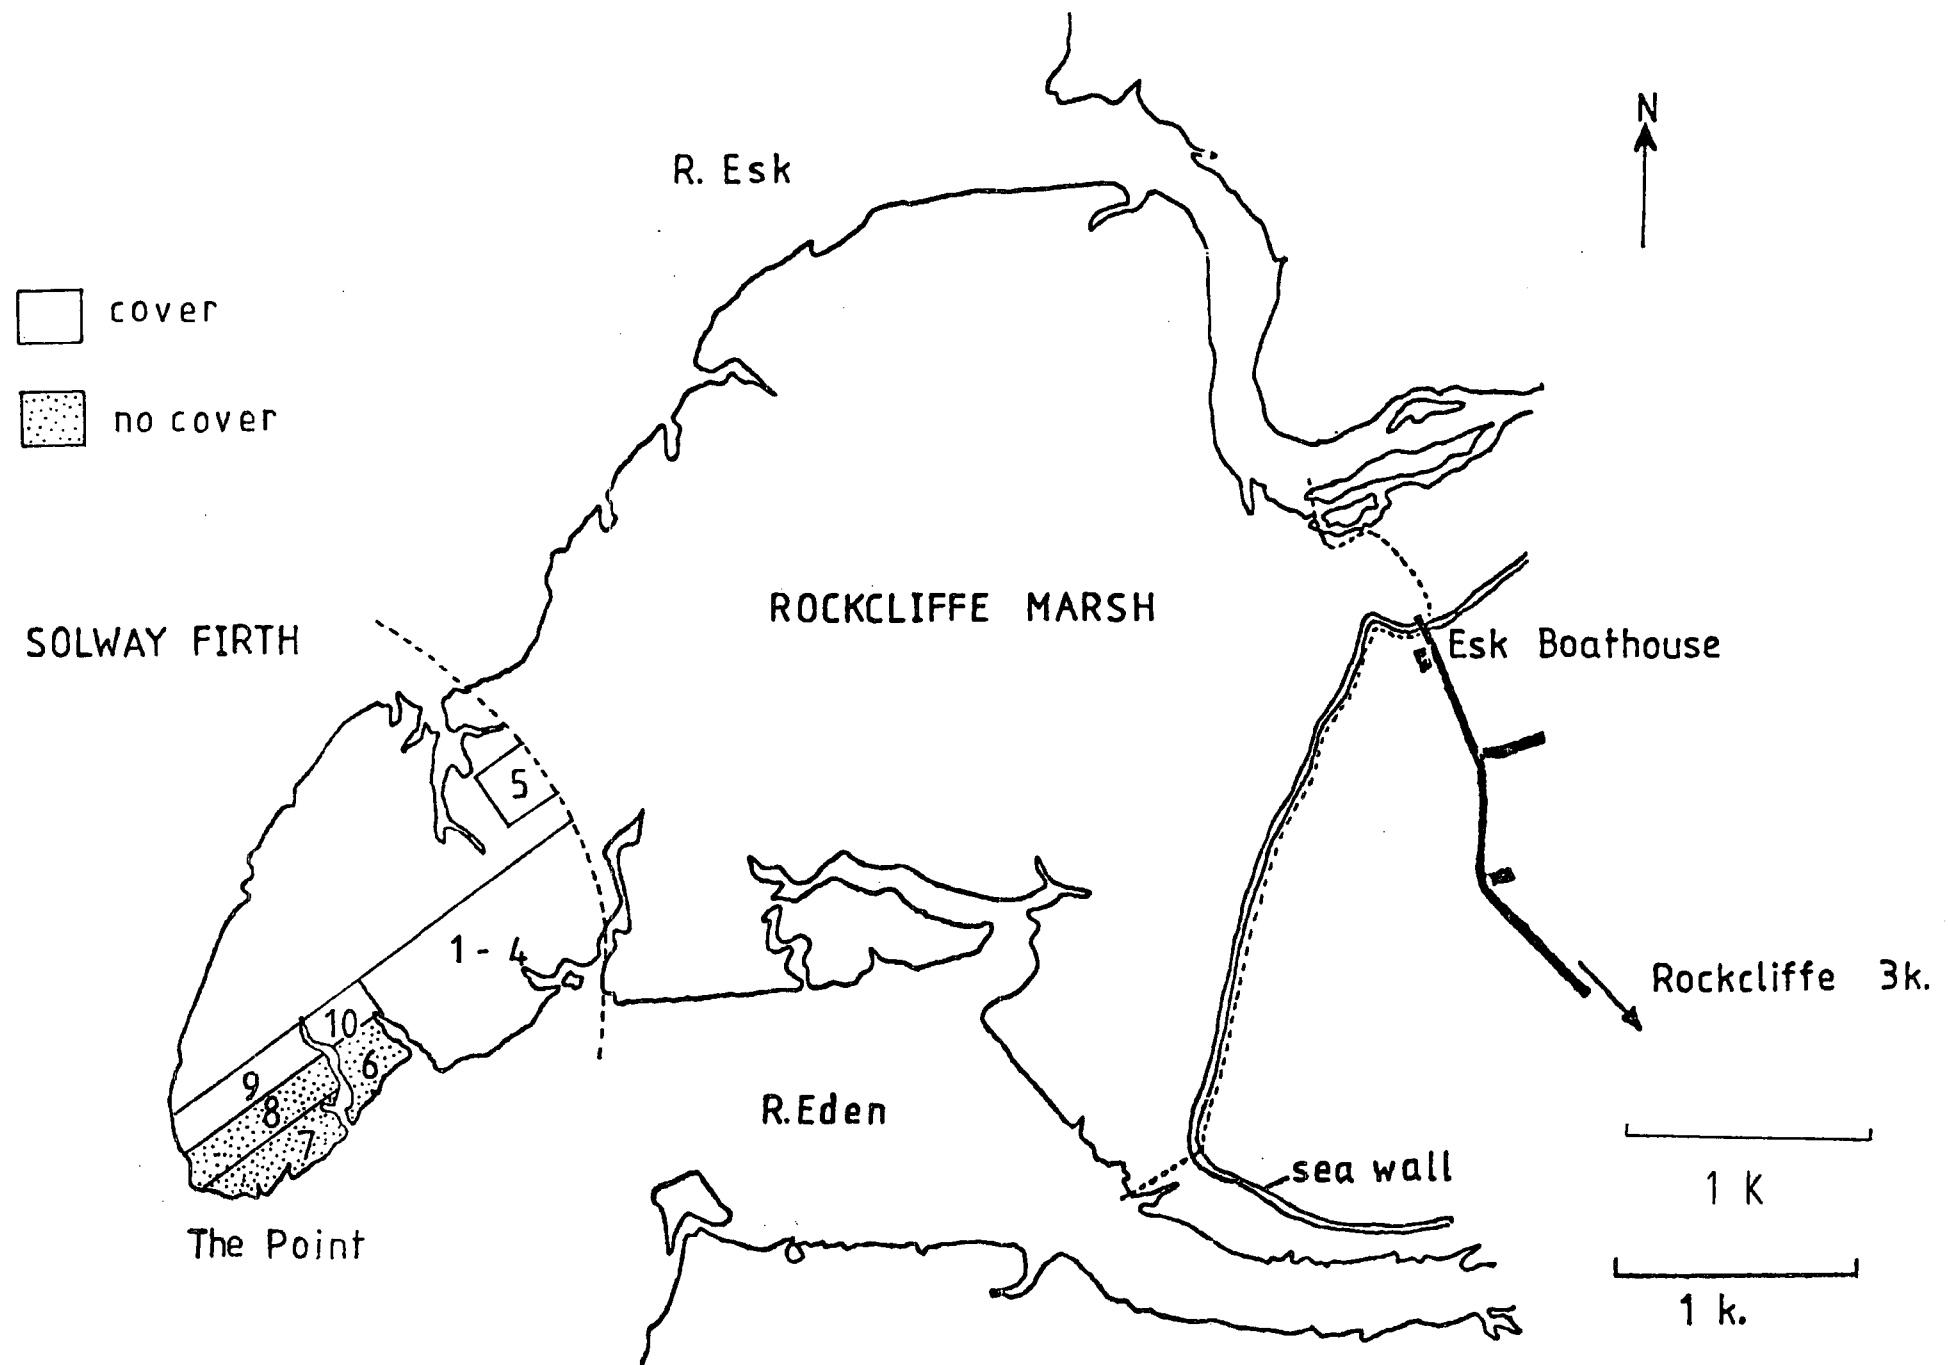 N
R. Esk
cover
no cover
ROCKCLIFFE MARSH
SOLWAY FIRTH
Esk Boathouse
5
1 - 4
Rockcliffe 3k.
10
6
9
8
7
R. Eden
sea wall
1 K
The Point
1 k.